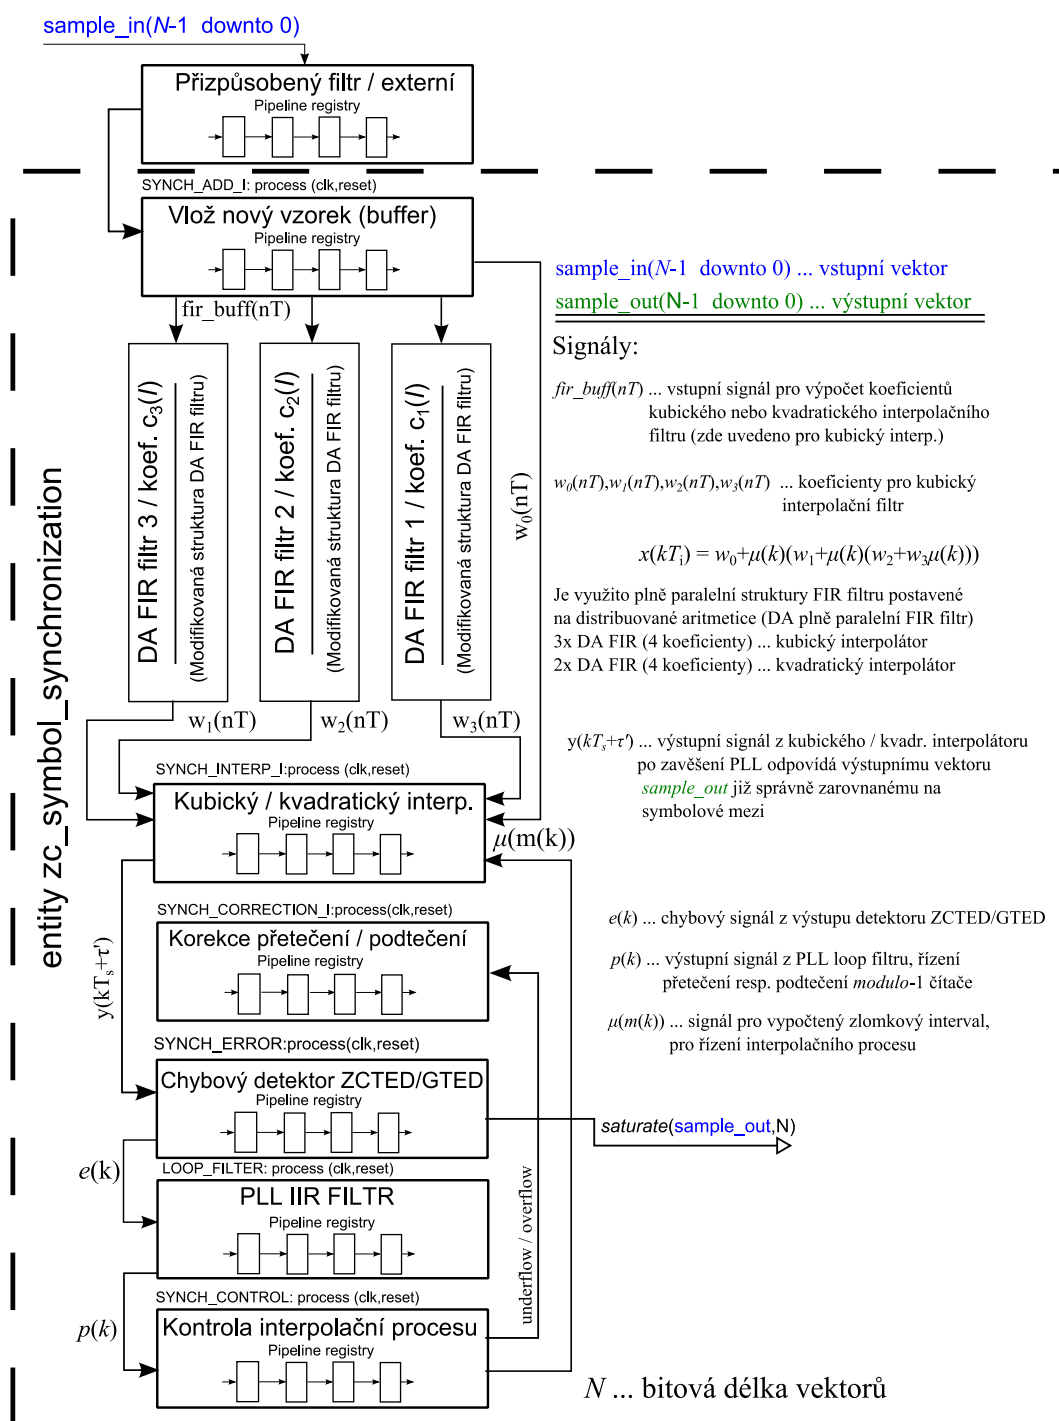 sample_in(N-1 downto 0)
Přizpůsobený filtr / externí
Pipeline registry
SYNCH_ADD_I: process (clk,reset)
Vlož nový vzorek (buffer)
Pipeline registry
fir_buff(nT)
DA FIR filtr 3 / koef. c3(l)
(Modifikovaná struktura DA FIR filtru)
DA FIR filtr 2 / koef. c2(l)
(Modifikovaná struktura DA FIR filtru)
DA FIR filtr 1 / koef. c1(l)
(Modifikovaná struktura DA FIR filtru)
w0(nT)
w1(nT)
w2(nT)
w3(nT)
entity zc_symbol_synchronization
SYNCH_INTERP_I:process (clk,reset)
Kubický / kvadratický interp.
Pipeline registry
μ(m(k))
SYNCH_CORRECTION_I:process(clk,reset)
Korekce přetečení / podtečení
Pipeline registry
y(kTs+τ')
SYNCH_ERROR:process(clk,reset)
Chybový detektor ZCTED/GTED
Pipeline registry
e(k)
LOOP_FILTER: process (clk,reset)
PLL IIR FILTR
Pipeline registry
underflow / overflow
p(k)
SYNCH_CONTROL: process (clk,reset)
Kontrola interpolační procesu
Pipeline registry
sample_in(N-1 downto 0) ... vstupní vektor
sample_out(N-1 downto 0) ... výstupní vektor
Signály:
fir_buff(nT) ... vstupní signál pro výpočet koeficientů
kubického nebo kvadratického interpolačního
filtru (zde uvedeno pro kubický interp.)
w0(nT),w1(nT),w2(nT),w3(nT) ... koeficienty pro kubický
interpolační filtr
x(kTi) = w0+μ(k)(w1+μ(k)(w2+w3μ(k)))
Je využito plně paralelní struktury FIR filtru postavené
na distribuované aritmetice (DA plně paralelní FIR filtr)
3x DA FIR (4 koeficienty) ... kubický interpolátor
2x DA FIR (4 koeficienty) ... kvadratický interpolátor
y(kTs+τ') ... výstupní signál z kubického / kvadr. interpolátoru
po zavěšení PLL odpovídá výstupnímu vektoru
sample_out již správně zarovnanému na
symbolové mezi
e(k) ... chybový signál z výstupu detektoru ZCTED/GTED
p(k) ... výstupní signál z PLL loop filtru, řízení
přetečení resp. podtečení modulo-1 čítače
μ(m(k)) ... signál pro vypočtený zlomkový interval,
pro řízení interpolačního procesu
saturate(sample_out,N)
N ... bitová délka vektorů